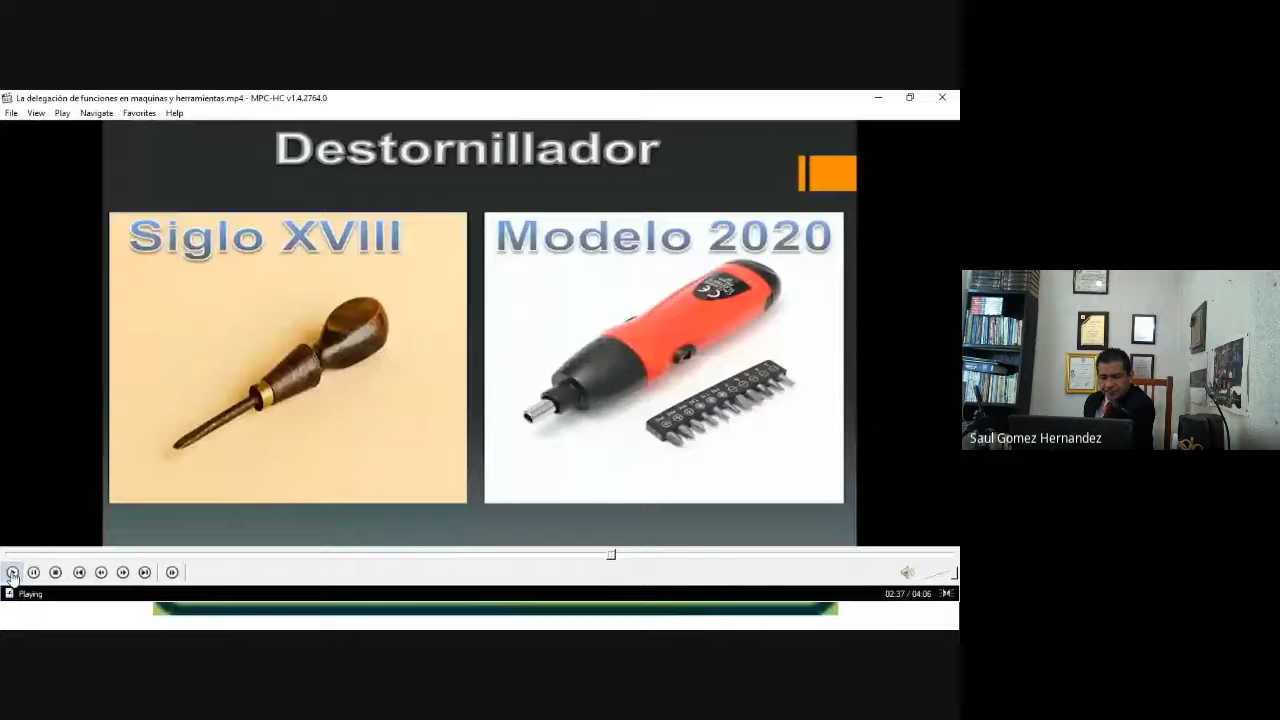 La delegación de funciones en maquinas y herramientas.mp4 - MPC-HC v1.4.2764.0
File View Play Navigate Favorites Help
Destornillador
Siglo XVIII
Modelo 2020
CE
Saul Gomez Hernandez
Playing
02:37 / 04:06